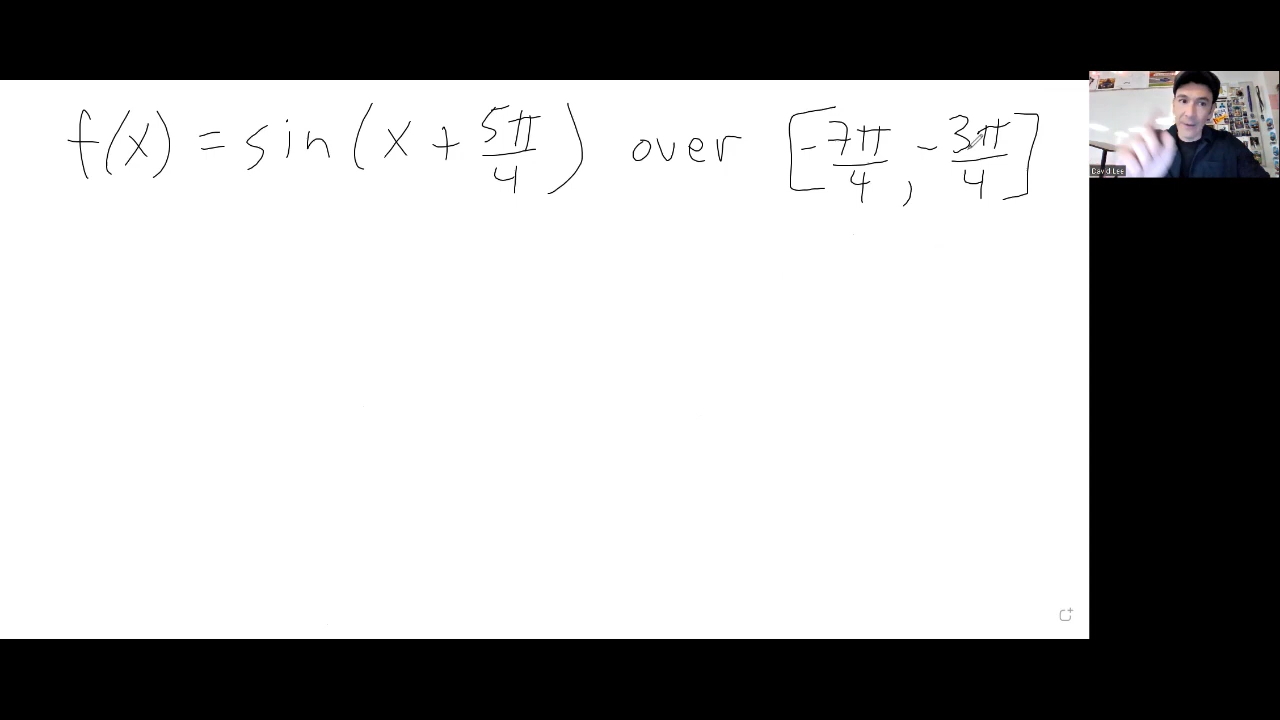 f(x) = sin(x + 5π/4) over [-7π/4, -3π/4]
David Lee